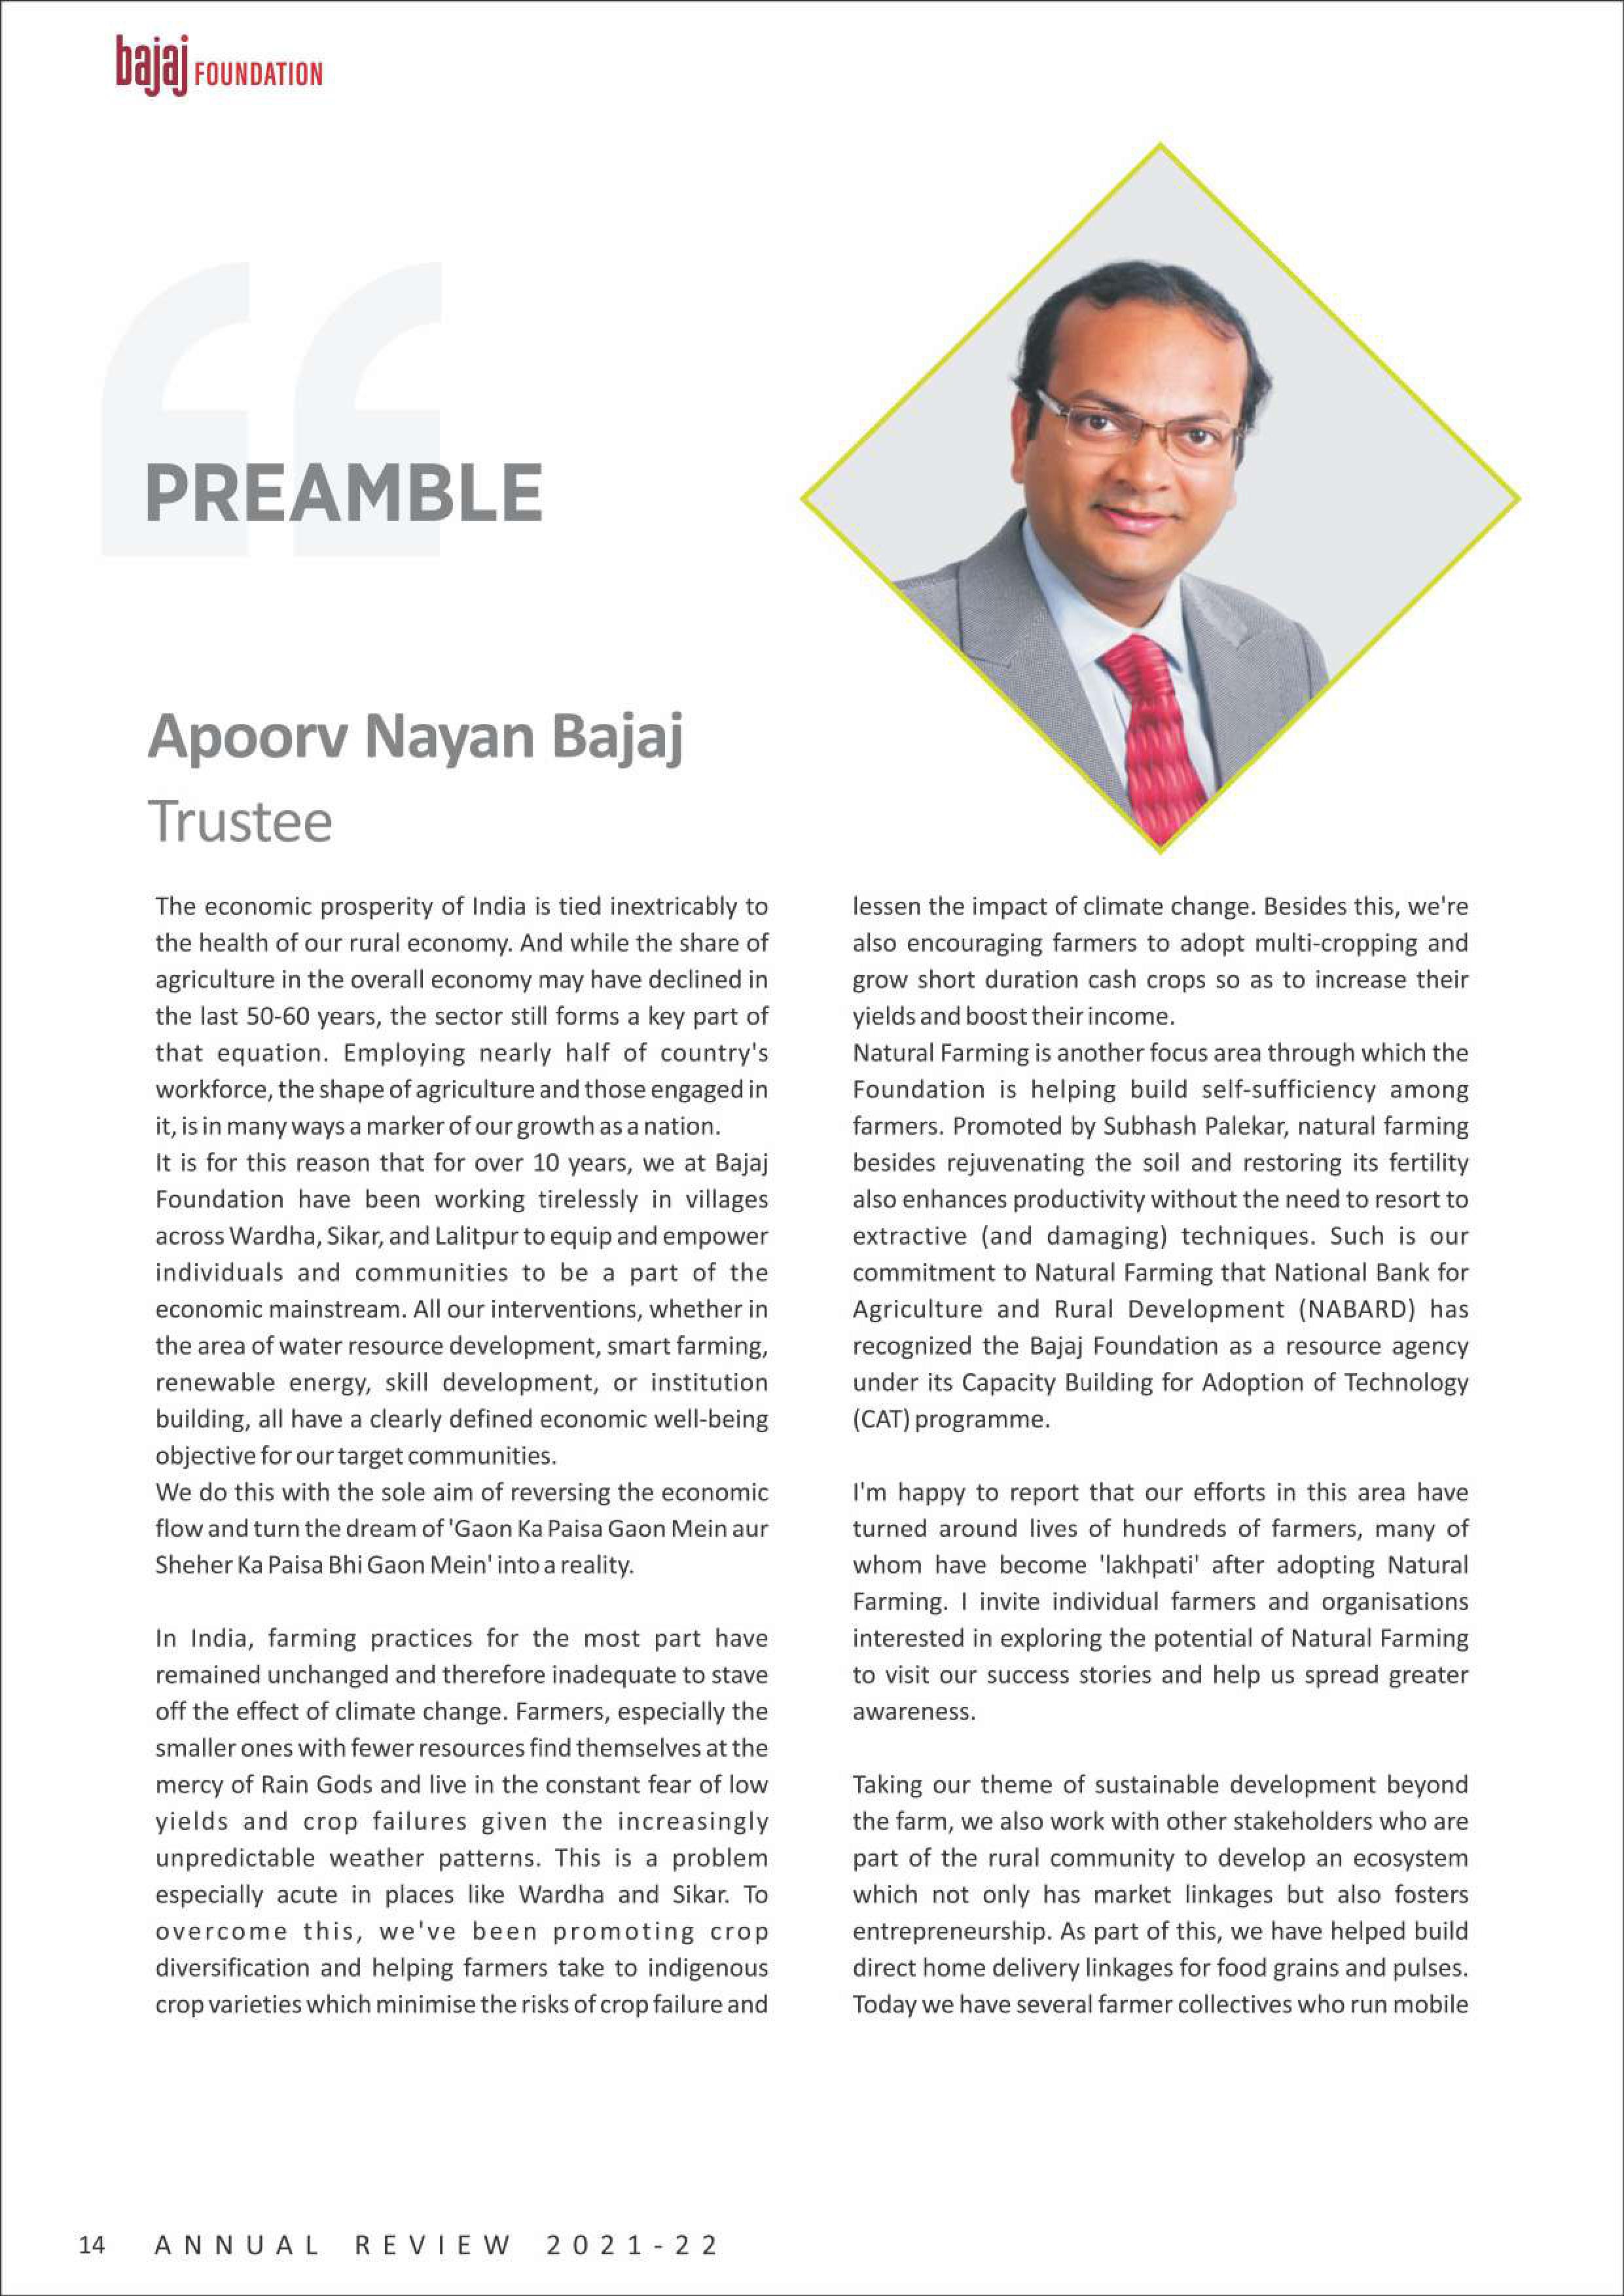 bajaj FOUNDATION
PREAMBLE
Apoorv Nayan Bajaj
Trustee
The economic prosperity of India is tied inextricably to
the health of our rural economy. And while the share of
agriculture in the overall economy may have declined in
the last 50-60 years, the sector still forms a key part of
that equation. Employing nearly half of country's
workforce, the shape of agriculture and those engaged in
it, is in many ways a marker of our growth as a nation.
It is for this reason that for over 10 years, we at Bajaj
Foundation have been working tirelessly in villages
across Wardha, Sikar, and Lalitpur to equip and empower
individuals and communities to be a part of the
economic mainstream. All our interventions, whether in
the area of water resource development, smart farming,
renewable energy, skill development, or institution
building, all have a clearly defined economic well-being
objective for our target communities.
We do this with the sole aim of reversing the economic
flow and turn the dream of 'Gaon Ka Paisa Gaon Mein aur
Sheher Ka Paisa Bhi Gaon Mein' into a reality.
In India, farming practices for the most part have
remained unchanged and therefore inadequate to stave
off the effect of climate change. Farmers, especially the
smaller ones with fewer resources find themselves at the
mercy of Rain Gods and live in the constant fear of low
yields and crop failures given the increasingly
unpredictable weather patterns. This is a problem
especially acute in places like Wardha and Sikar. To
overcome this, we've been promoting crop
diversification and helping farmers take to indigenous
crop varieties which minimise the risks of crop failure and
lessen the impact of climate change. Besides this, we're
also encouraging farmers to adopt multi-cropping and
grow short duration cash crops so as to increase their
yields and boost their income.
Natural Farming is another focus area through which the
Foundation is helping build self-sufficiency among
farmers. Promoted by Subhash Palekar, natural farming
besides rejuvenating the soil and restoring its fertility
also enhances productivity without the need to resort to
extractive (and damaging) techniques. Such is our
commitment to Natural Farming that National Bank for
Agriculture and Rural Development (NABARD) has
recognized the Bajaj Foundation as a resource agency
under its Capacity Building for Adoption of Technology
(CAT) programme.
I'm happy to report that our efforts in this area have
turned around lives of hundreds of farmers, many of
whom have become 'lakhpati' after adopting Natural
Farming. I invite individual farmers and organisations
interested in exploring the potential of Natural Farming
to visit our success stories and help us spread greater
awareness.
Taking our theme of sustainable development beyond
the farm, we also work with other stakeholders who are
part of the rural community to develop an ecosystem
which not only has market linkages but also fosters
entrepreneurship. As part of this, we have helped build
direct home delivery linkages for food grains and pulses.
Today we have several farmer collectives who run mobile
14 ANNUAL REVIEW 2021-22